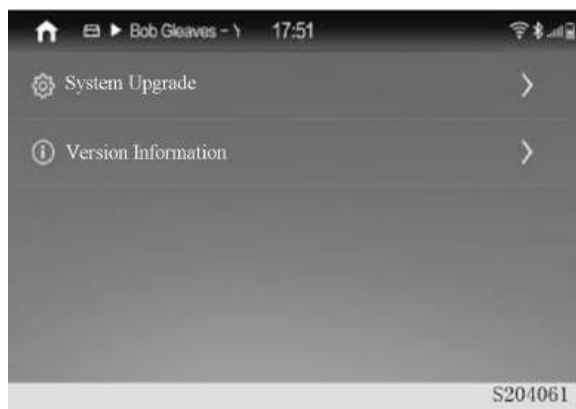 Bob Gleaves - Y 17:51
System Upgrade
Version Information
S204061